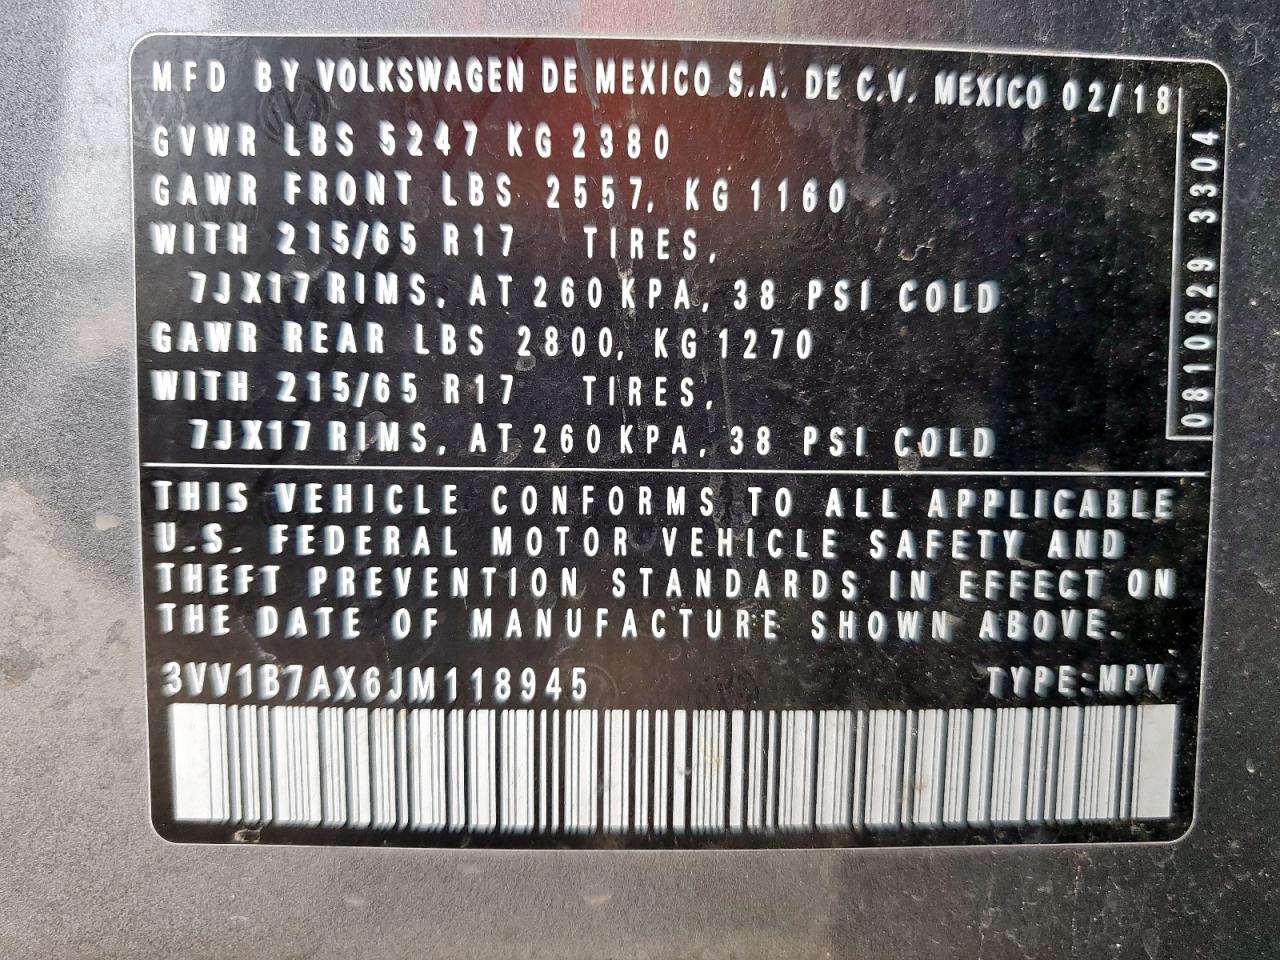 MFD BY VOLKSWAGEN DE MEXICO S.A. DE C.V. MEXICO 02/18
GVWR LBS 5247 KG 2380
GAWR FRONT LBS 2557, KG 1160
WITH 215/65 R17 TIRES,
7JX17 RIMS, AT 260 KPA, 38 PSI COLD
GAWR REAR LBS 2800, KG 1270
WITH 215/65 R17 TIRES,
7JX17 RIMS, AT 260 KPA, 38 PSI COLD
0810829 3304
THIS VEHICLE CONFORMS TO ALL APPLICABLE
U.S. FEDERAL MOTOR VEHICLE SAFETY AND
THEFT PREVENTION STANDARDS IN EFFECT ON
THE DATE OF MANUFACTURE SHOWN ABOVE.
3VV1B7AX6JM118945 TYPE:MPV